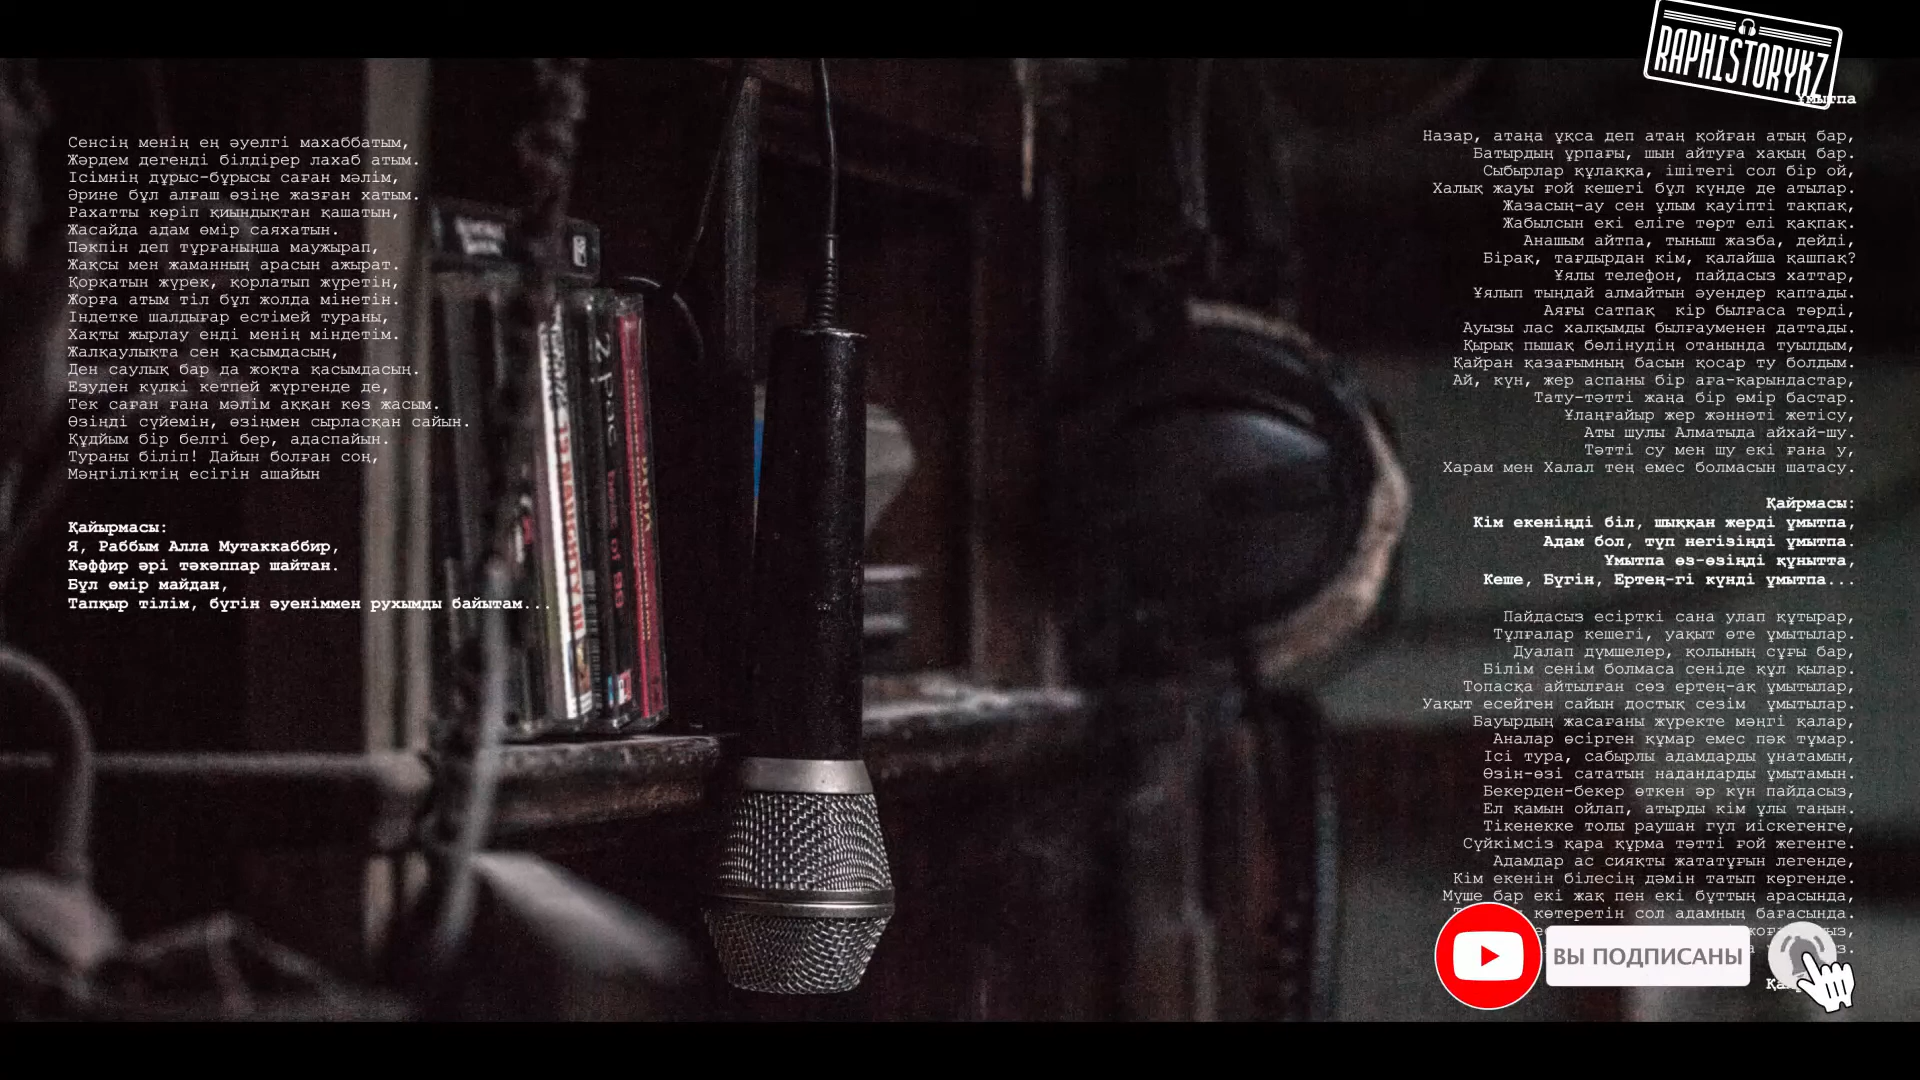 Сенсің менің ең әуелгі махаббатым,
Жәрдем дегенді білдірер лахаб атым.
Ісімнің дұрыс-бұрысы саған мәлім,
Әрине бұл алғаш өзіңе жазған хатым.
Рахатты көріп қиындықтан қашатын,
Жасайда адам өмір саяхатын.
Пәкпін деп тұрғаныңша маужырап,
Жақсы мен жаманның арасын ажырат.
Қорқатын жүрек, қорлатып жүретін,
Жорға атым тіл бұл жолда мінетін.
Індетке шалдығар естімей тураны,
Хақты жырлау енді менің міндетім.
Жалқаулықта сен қасымдасың,
Ден саулық бар да жоқта қасымдасың.
Езуден күлкі кетпей жүргенде де,
Тек саған ғана мәлім аққан көз жасым.
Өзіңді сүйемін, өзіңмен сырласқан сайын.
Құдйым бір белгі бер, адаспайын.
Тураны біліп! Дайын болған соң,
Мәңгіліктің есігін ашайын
Қайырмасы:
Я, Раббым Алла Мутаккаббир,
Кәффир әрі тәкәппар шайтан.
Бұл өмір майдан,
Тапқыр тілім, бүгін әуеніммен рухымды байытам...
2pac
best of 99
RAPHISTORYKZ
Ұмытпа
Назар, атаңа ұқса деп атаң қойған атың бар,
Батырдың ұрпағы, шын айтуға хақың бар.
Сыбырлар құлаққа, ішітегі сол бір ой,
Халық жауы ғой кешегі бұл күнде де атылар.
Жазасың-ау сен ұлым қауіпті тақпақ,
Жабылсын екі еліге төрт елі қақпақ.
Анашым айтпа, тыныш жазба, дейді,
Бірақ, тағдырдан кім, қалайша қашпақ?
Ұялы телефон, пайдасыз хаттар,
Ұялып тыңдай алмайтын әуендер қаптады.
Аяғы сатпақ  кір былғаса төрді,
Ауызы лас халқымды былғауменен даттады.
Қырық пышақ бөлінудің отанында туылдым,
Қайран қазағымның басын қосар ту болдым.
Ай, күн, жер аспаны бір аға-қарындастар,
Тату-тәтті жаңа бір өмір бастар.
Ұлаңғайыр жер жәннәті жетісу,
Аты шулы Алматыда айхай-шу.
Тәтті су мен шу екі ғана у,
Харам мен Халал тең емес болмасын шатасу.
Қайрмасы:
Кім екеніңді біл, шыққан жерді ұмытпа,
Адам бол, түп негізіңді ұмытпа.
Ұмытпа өз-өзіңді құнытта,
Кеше, Бүгін, Ертең-гі күнді ұмытпа...
Пайдасыз есірткі сана улап құтырар,
Тұлғалар кешегі, уақыт өте ұмытылар.
Дуалап дүмшелер, қолының сұғы бар,
Білім сенім болмаса сеніде құл қылар.
Топасқа айтылған сөз ертең-ақ ұмытылар,
Уақыт есейген сайын достық сезім  ұмытылар.
Бауырдың жасағаны жүректе мәңгі қалар,
Аналар өсірген құмар емес пәк тұмар.
Ісі тура, сабырлы адамдарды ұнатамын,
Өзін-өзі сататын надандарды ұмытамын.
Бекерден-бекер өткен әр күн пайдасыз,
Ел қамын ойлап, атырды кім ұлы таңын.
Тікенекке толы раушан гүл иіскегенге,
Сүйкімсіз қара құрма тәтті ғой жегенге.
Адамдар ас сияқты жататұғын легенде,
Кім екенін білесің дәмін татып көргенде.
Мүше бар екі жақ пен екі бұттың арасында,
көтеретін сол адамның бағасында.
ВЫ ПОДПИСАНЫ